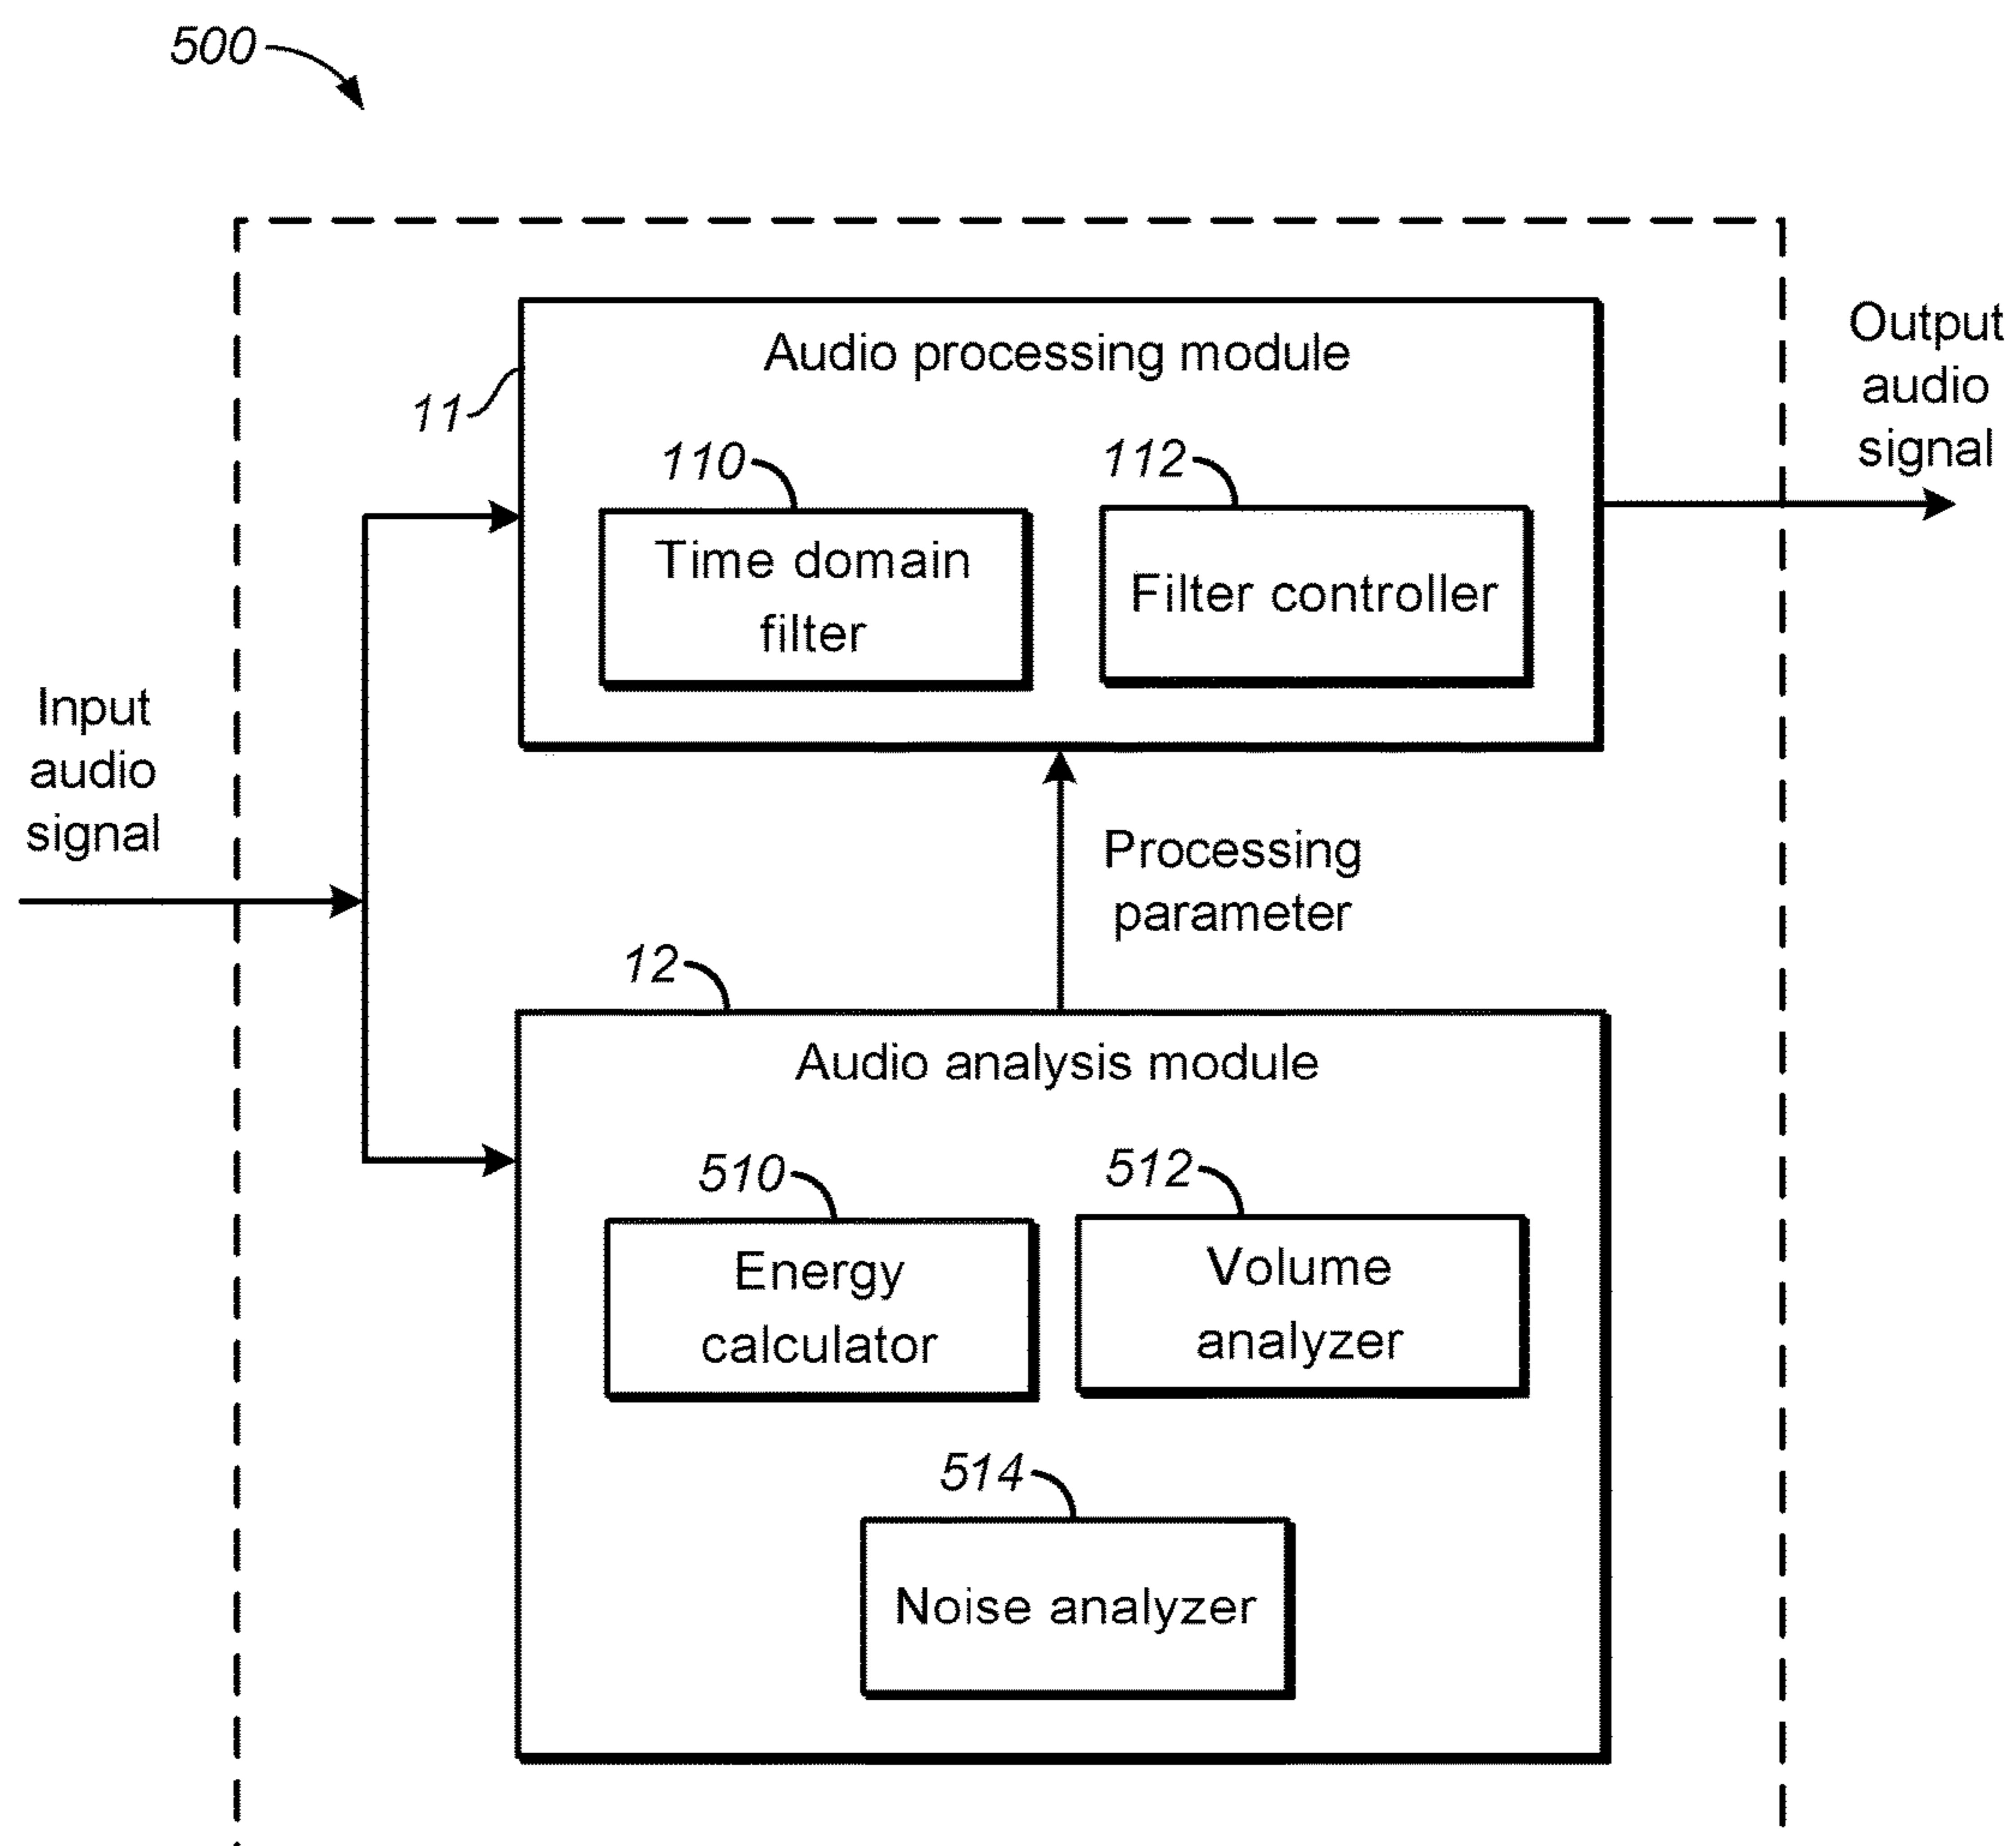 500
Audio processing module
Output
audio
signal
11
110
112
Time domain
filter
Filter controller
Input
audio
signal
Processing
parameter
12
Audio analysis module
510
512
Energy
calculator
Volume
analyzer
514
Noise analyzer